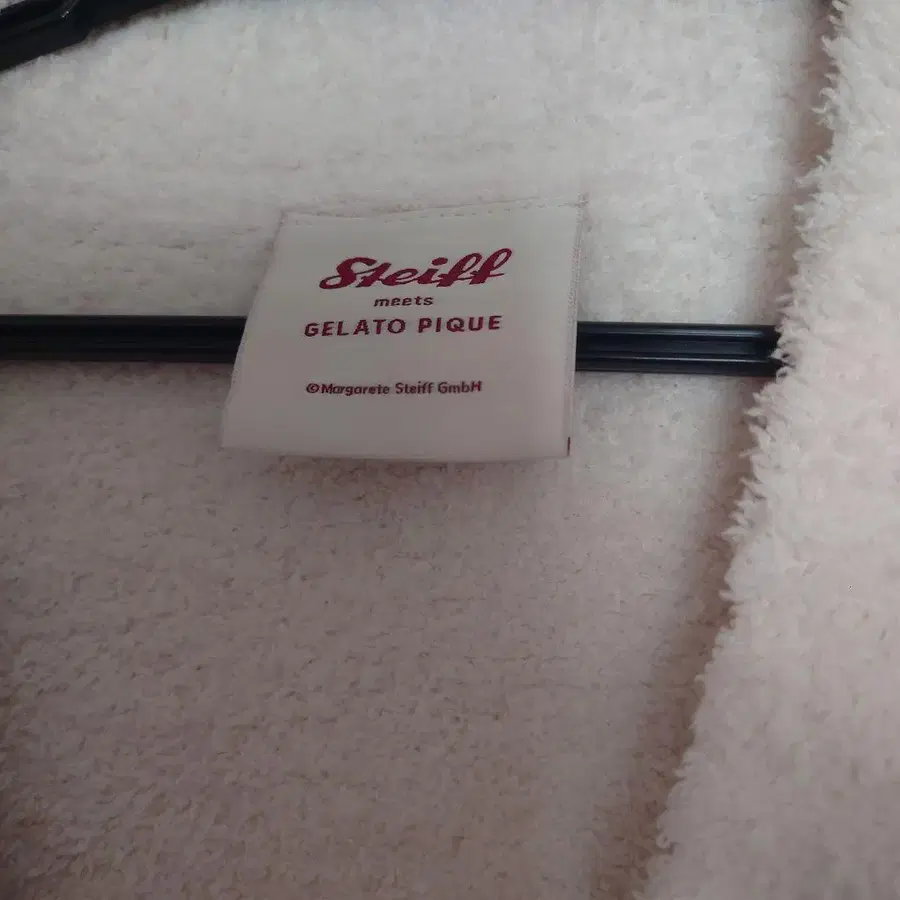 Steiff
meets
GELATO PIQUE
©Margarete Steiff GmbH